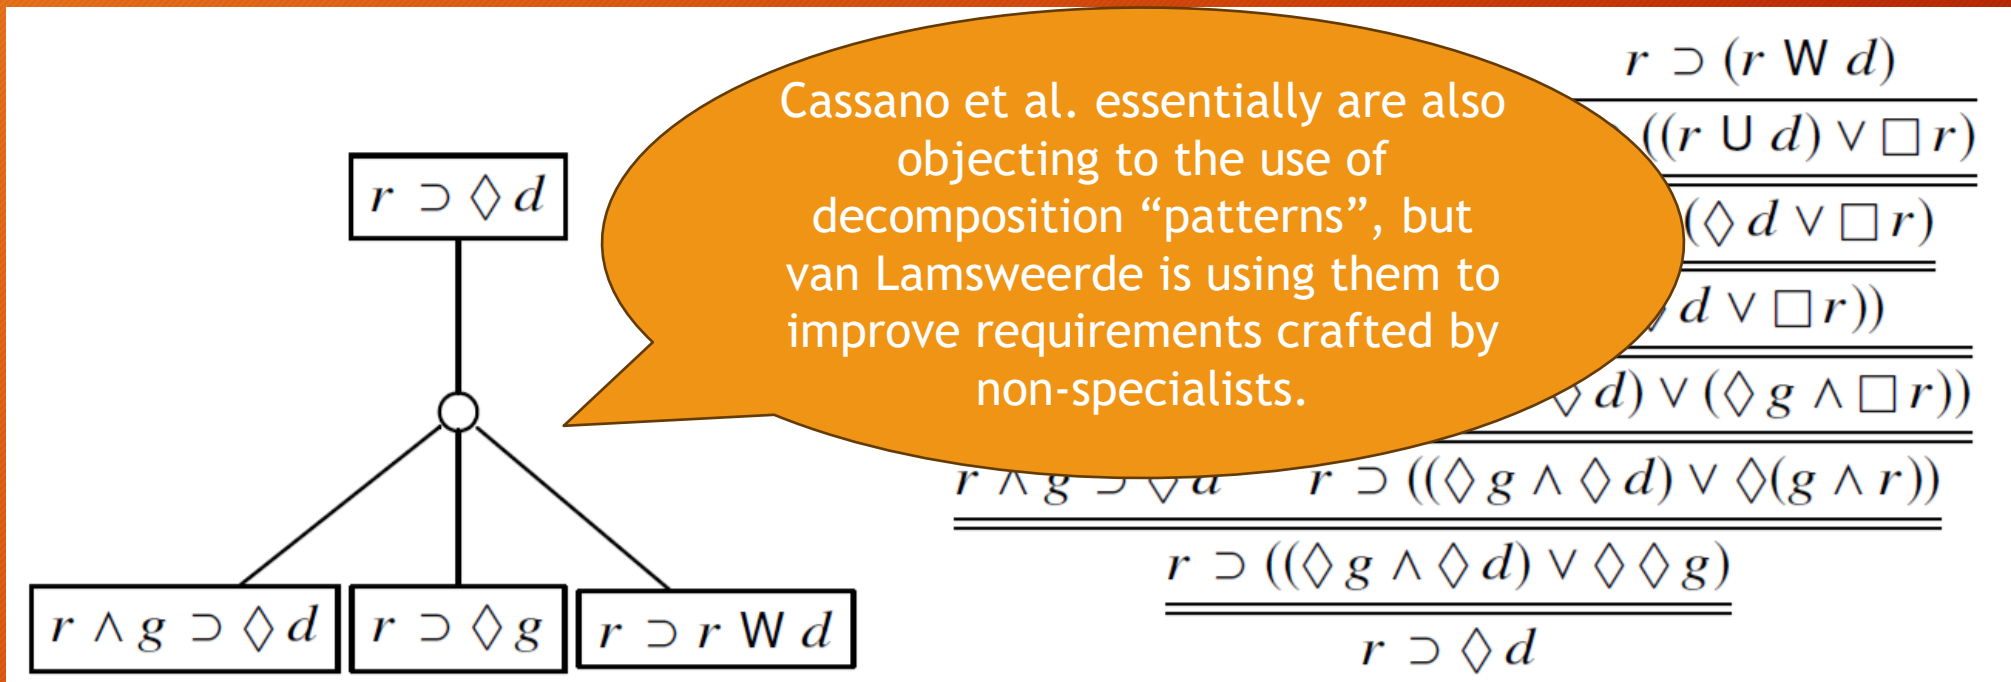 r ⊃ ◇ d
r ∧ g ⊃ ◇ d
r ⊃ ◇ g
r ⊃ r W d
Cassano et al. essentially are also
objecting to the use of
decomposition “patterns”, but
van Lamsweerde is using them to
improve requirements crafted by
non-specialists.
r ⊃ (r W d)
((r U d) ∨ □ r)
(◇ d ∨ □ r)
d ∨ □ r))
◇ d) ∨ (◇ g ∧ □ r))
r ∧ g ⊃ ◇ d r ⊃ ((◇ g ∧ ◇ d) ∨ ◇(g ∧ r))
r ⊃ ((◇ g ∧ ◇ d) ∨ ◇ ◇ g)
r ⊃ ◇ d